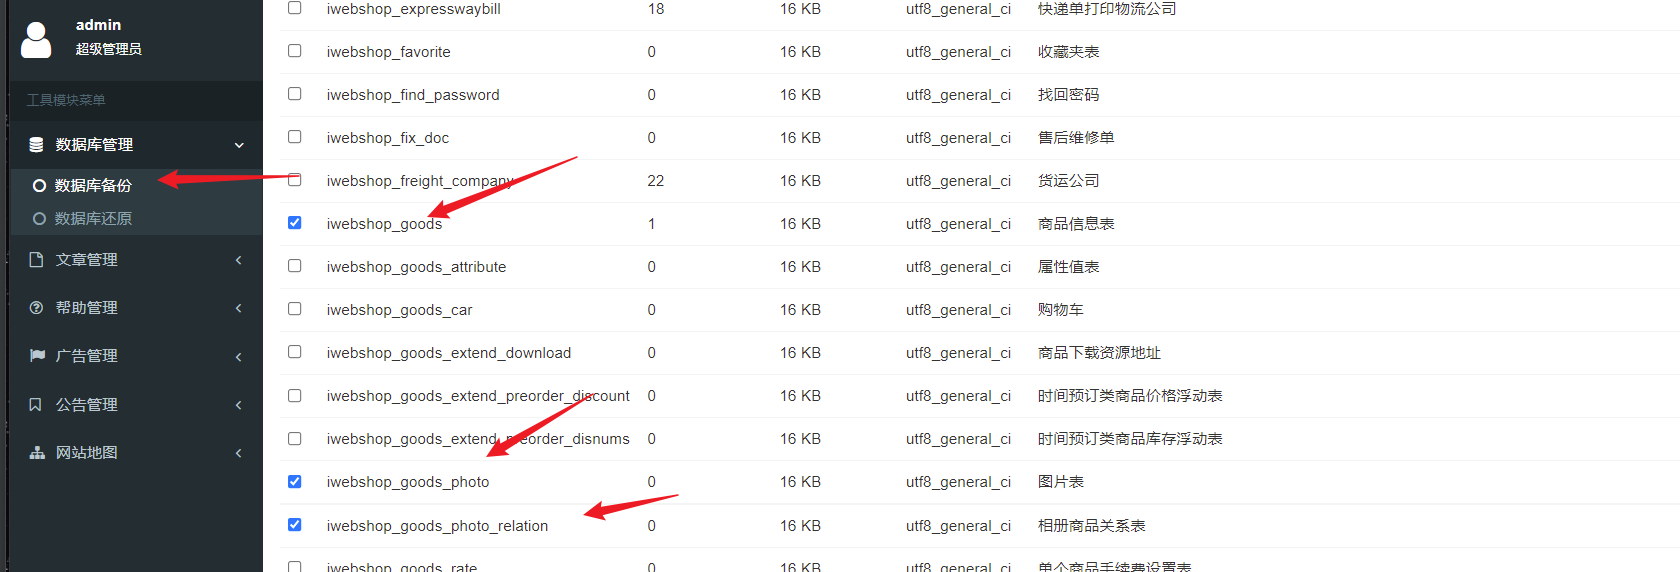 admin
超级管理员
工具模块菜单
数据库管理
数据库备份
数据库还原
文章管理
帮助管理
广告管理
公告管理
网站地图
iwebshop_expresswaybill 18 16 KB utf8_general_ci 快递单打印物流公司
iwebshop_favorite 0 16 KB utf8_general_ci 收藏夹表
iwebshop_find_password 0 16 KB utf8_general_ci 找回密码
iwebshop_fix_doc 0 16 KB utf8_general_ci 售后维修单
iwebshop_freight_company 22 16 KB utf8_general_ci 货运公司
iwebshop_goods 1 16 KB utf8_general_ci 商品信息表
iwebshop_goods_attribute 0 16 KB utf8_general_ci 属性值表
iwebshop_goods_car 0 16 KB utf8_general_ci 购物车
iwebshop_goods_extend_download 0 16 KB utf8_general_ci 商品下载资源地址
iwebshop_goods_extend_preorder_discount 0 16 KB utf8_general_ci 时间预订类商品价格浮动表
iwebshop_goods_extend_preorder_disnums 0 16 KB utf8_general_ci 时间预订类商品库存浮动表
iwebshop_goods_photo 0 16 KB utf8_general_ci 图片表
iwebshop_goods_photo_relation 0 16 KB utf8_general_ci 相册商品关系表
iwebshop_goods_rate 0 16 KB utf8_general_ci 单个商品手续费设置表